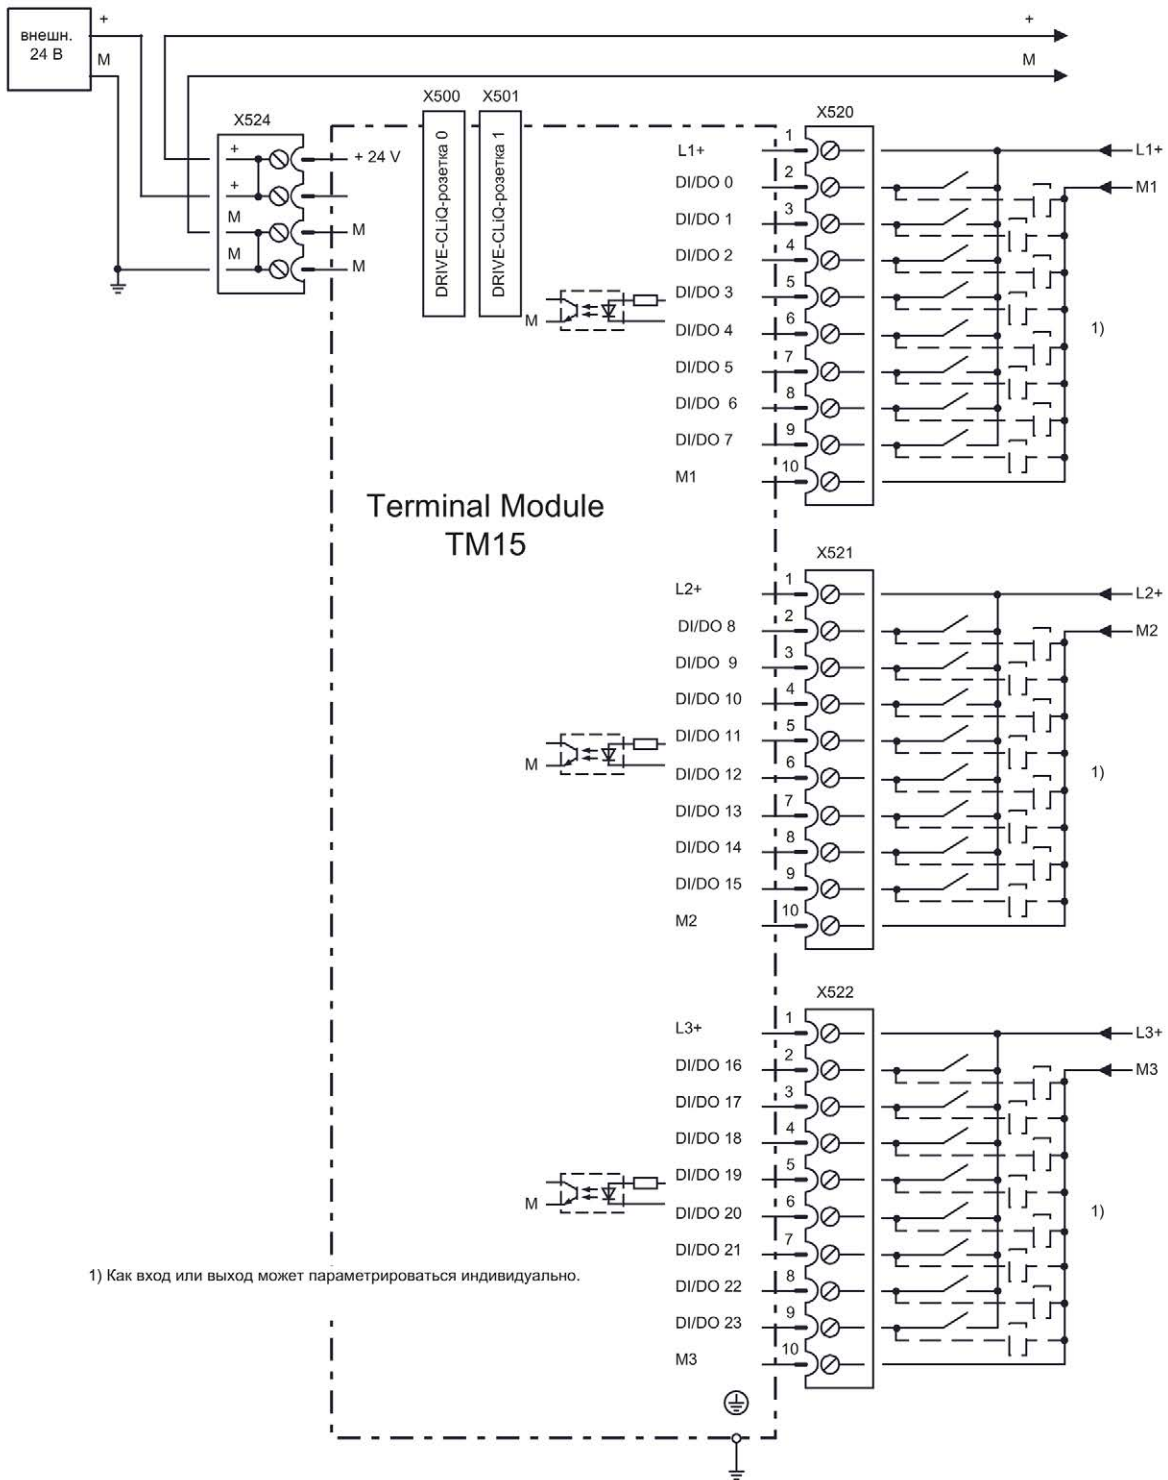 внешн.
24 В
+
M
+
M
X524
+
+
M
M
+ 24 V
M
M
X500
DRIVE-CLiQ-розетка 0
X501
DRIVE-CLiQ-розетка 1
X520
L1+ 1 L1+
DI/DO 0 2 M1
DI/DO 1 3
DI/DO 2 4
DI/DO 3 5
M
DI/DO 4 6 1)
DI/DO 5 7
DI/DO 6 8
DI/DO 7 9
M1 10
Terminal Module
TM15
X521
L2+ 1 L2+
DI/DO 8 2 M2
DI/DO 9 3
DI/DO 10 4
DI/DO 11 5
M
DI/DO 12 6 1)
DI/DO 13 7
DI/DO 14 8
DI/DO 15 9
M2 10
X522
L3+ 1 L3+
DI/DO 16 2 M3
DI/DO 17 3
DI/DO 18 4
DI/DO 19 5
M
DI/DO 20 6 1)
DI/DO 21 7
DI/DO 22 8
DI/DO 23 9
M3 10
1) Как вход или выход может параметрироваться индивидуально.